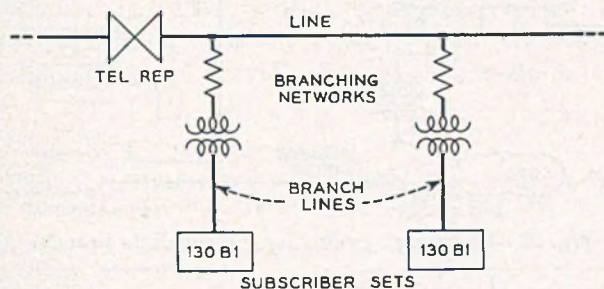 LINE
TEL REP
BRANCHING
NETWORKS
BRANCH
LINES
130 B1
130 B1
SUBSCRIBER SETS